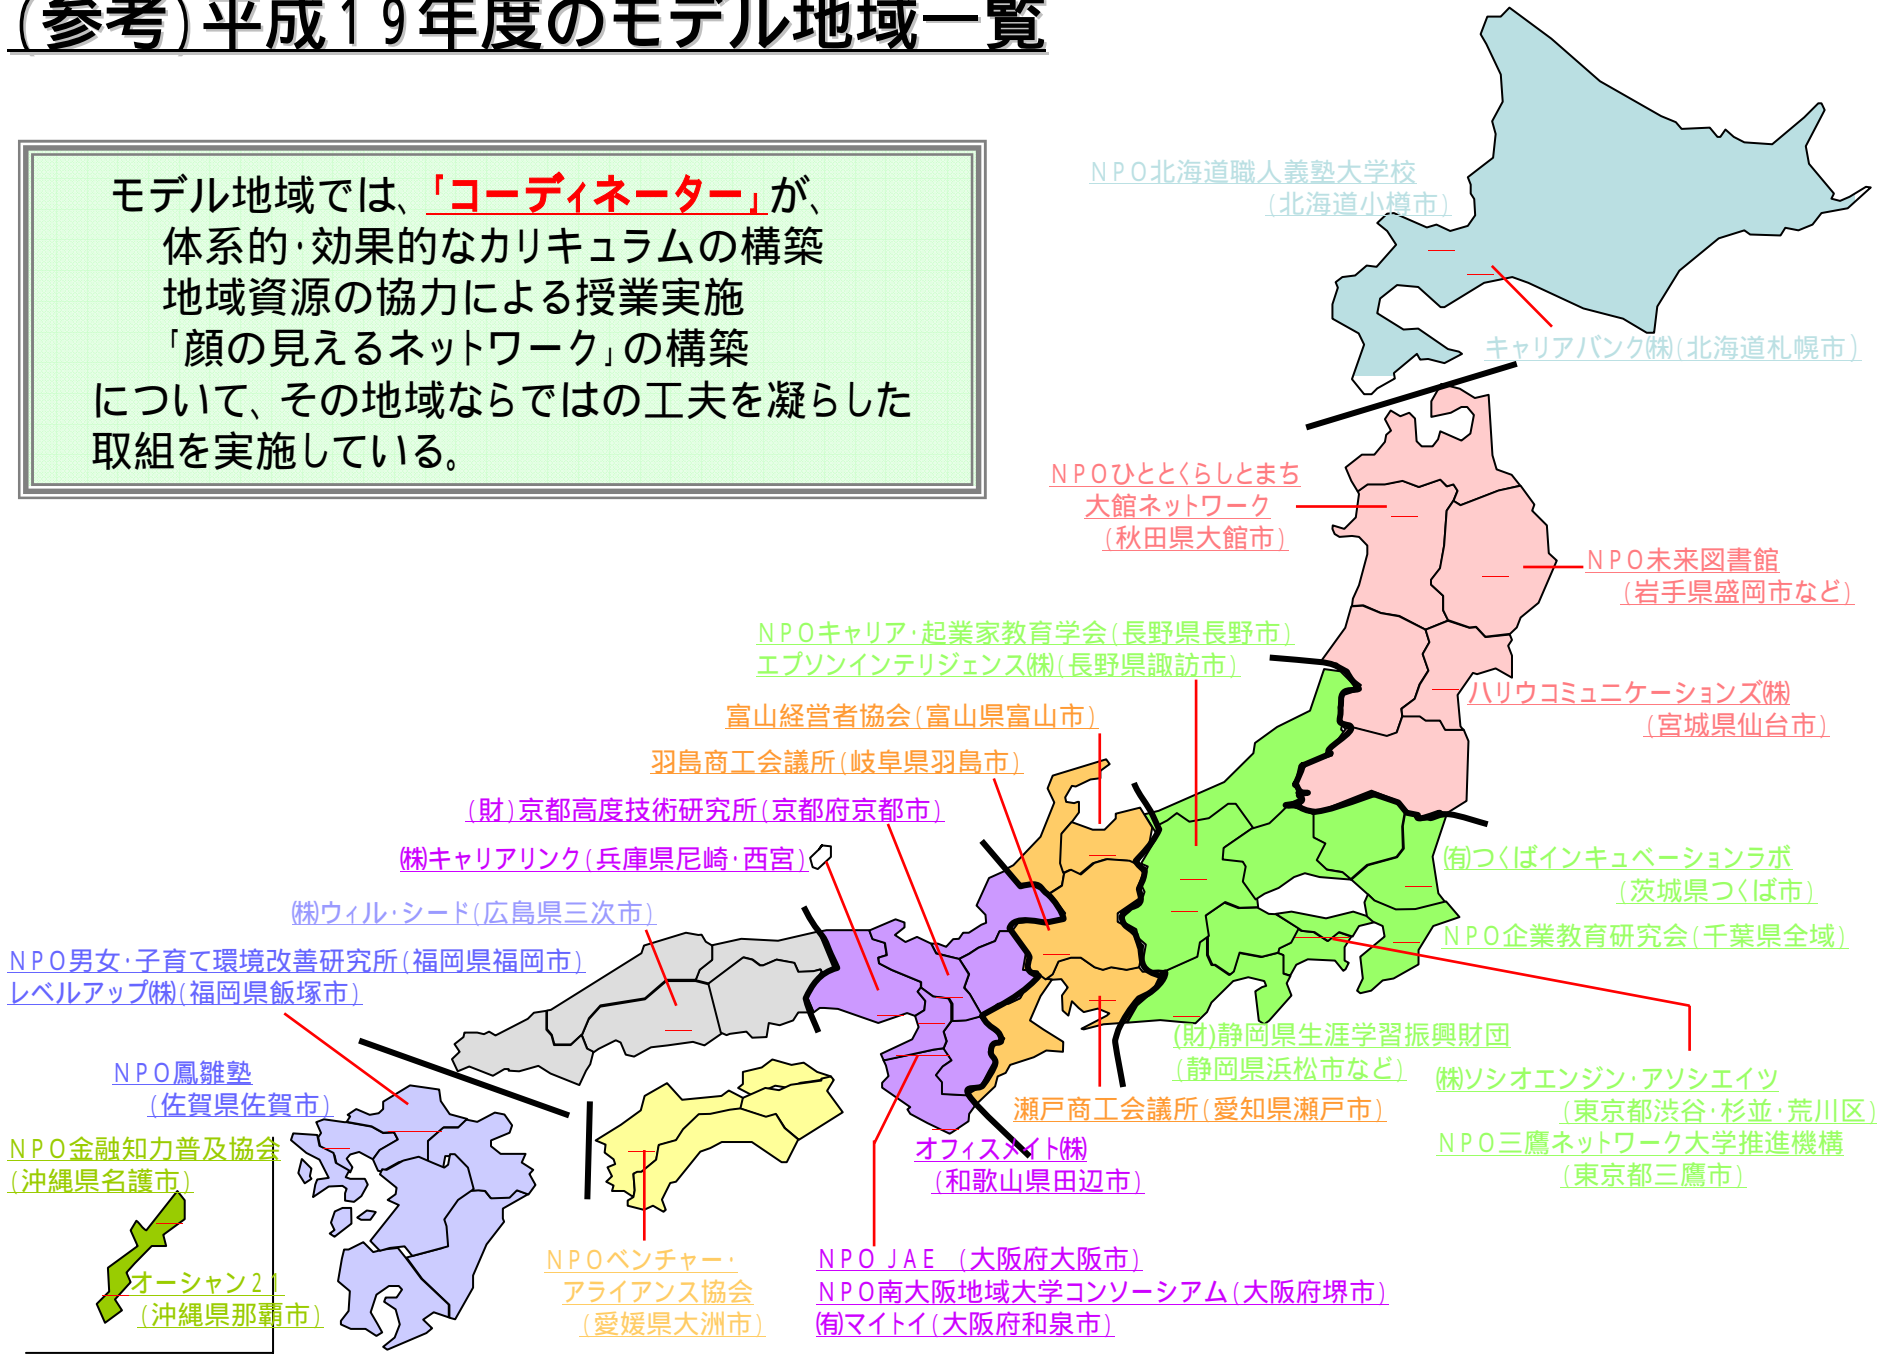 (参考)平成19年度のモデル地域一覧
モデル地域では、「コーディネーター」が、
体系的・効果的なカリキュラムの構築
地域資源の協力による授業実施
「顔の見えるネットワーク」の構築
について、その地域ならではの工夫を凝らした
取組を実施している。
NPO北海道職人義塾大学校
(北海道小樽市)
キャリアバンク㈱(北海道札幌市)
NPOひととくらしとまち
大館ネットワーク
(秋田県大館市)
NPO未来図書館
(岩手県盛岡市など)
NPOキャリア・起業家教育学会(長野県長野市)
エプソンインテリジェンス㈱(長野県諏訪市)
ハリウコミュニケーションズ㈱
(宮城県仙台市)
富山経営者協会(富山県富山市)
羽島商工会議所(岐阜県羽島市)
(財)京都高度技術研究所(京都府京都市)
㈱キャリアリンク(兵庫県尼崎・西宮)
㈲つくばインキュベーションラボ
(茨城県つくば市)
㈱ウィル・シード(広島県三次市)
NPO企業教育研究会(千葉県全域)
NPO男女・子育て環境改善研究所(福岡県福岡市)
レベルアップ㈱(福岡県飯塚市)
(財)静岡県生涯学習振興財団
(静岡県浜松市など)
NPO鳳雛塾
(佐賀県佐賀市)
㈱ソシオエンジン・アソシエイツ
(東京都渋谷・杉並・荒川区)
瀬戸商工会議所(愛知県瀬戸市)
NPO三鷹ネットワーク大学推進機構
(東京都三鷹市)
NPO金融知力普及協会
(沖縄県名護市)
オフィスメイト㈱
(和歌山県田辺市)
オーシャン21
(沖縄県那覇市)
NPOベンチャー・
アライアンス協会
(愛媛県大洲市)
NPO JAE (大阪府大阪市)
NPO南大阪地域大学コンソーシアム(大阪府堺市)
㈲マイトイ(大阪府和泉市)